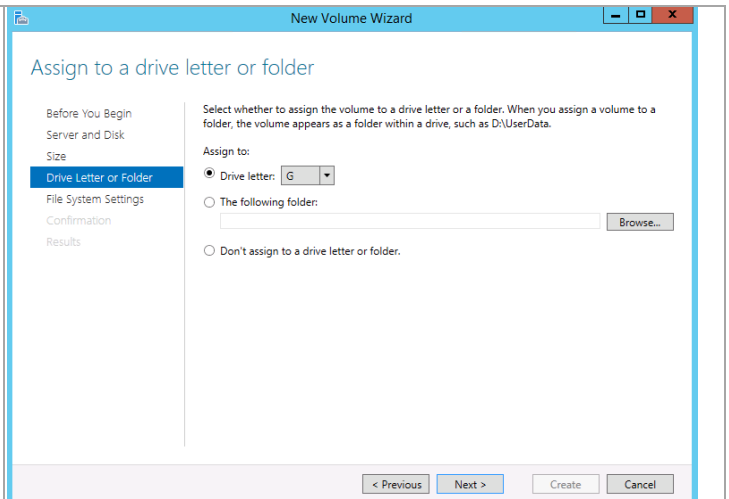 New Volume Wizard
Assign to a drive letter or folder
Before You Begin
Server and Disk
Size
Drive Letter or Folder
File System Settings
Confirmation
Results
Select whether to assign the volume to a drive letter or a folder. When you assign a volume to a
folder, the volume appears as a folder within a drive, such as D:\UserData.
Assign to:
Drive letter: G
The following folder:
Browse...
Don't assign to a drive letter or folder.
< Previous Next > Create Cancel